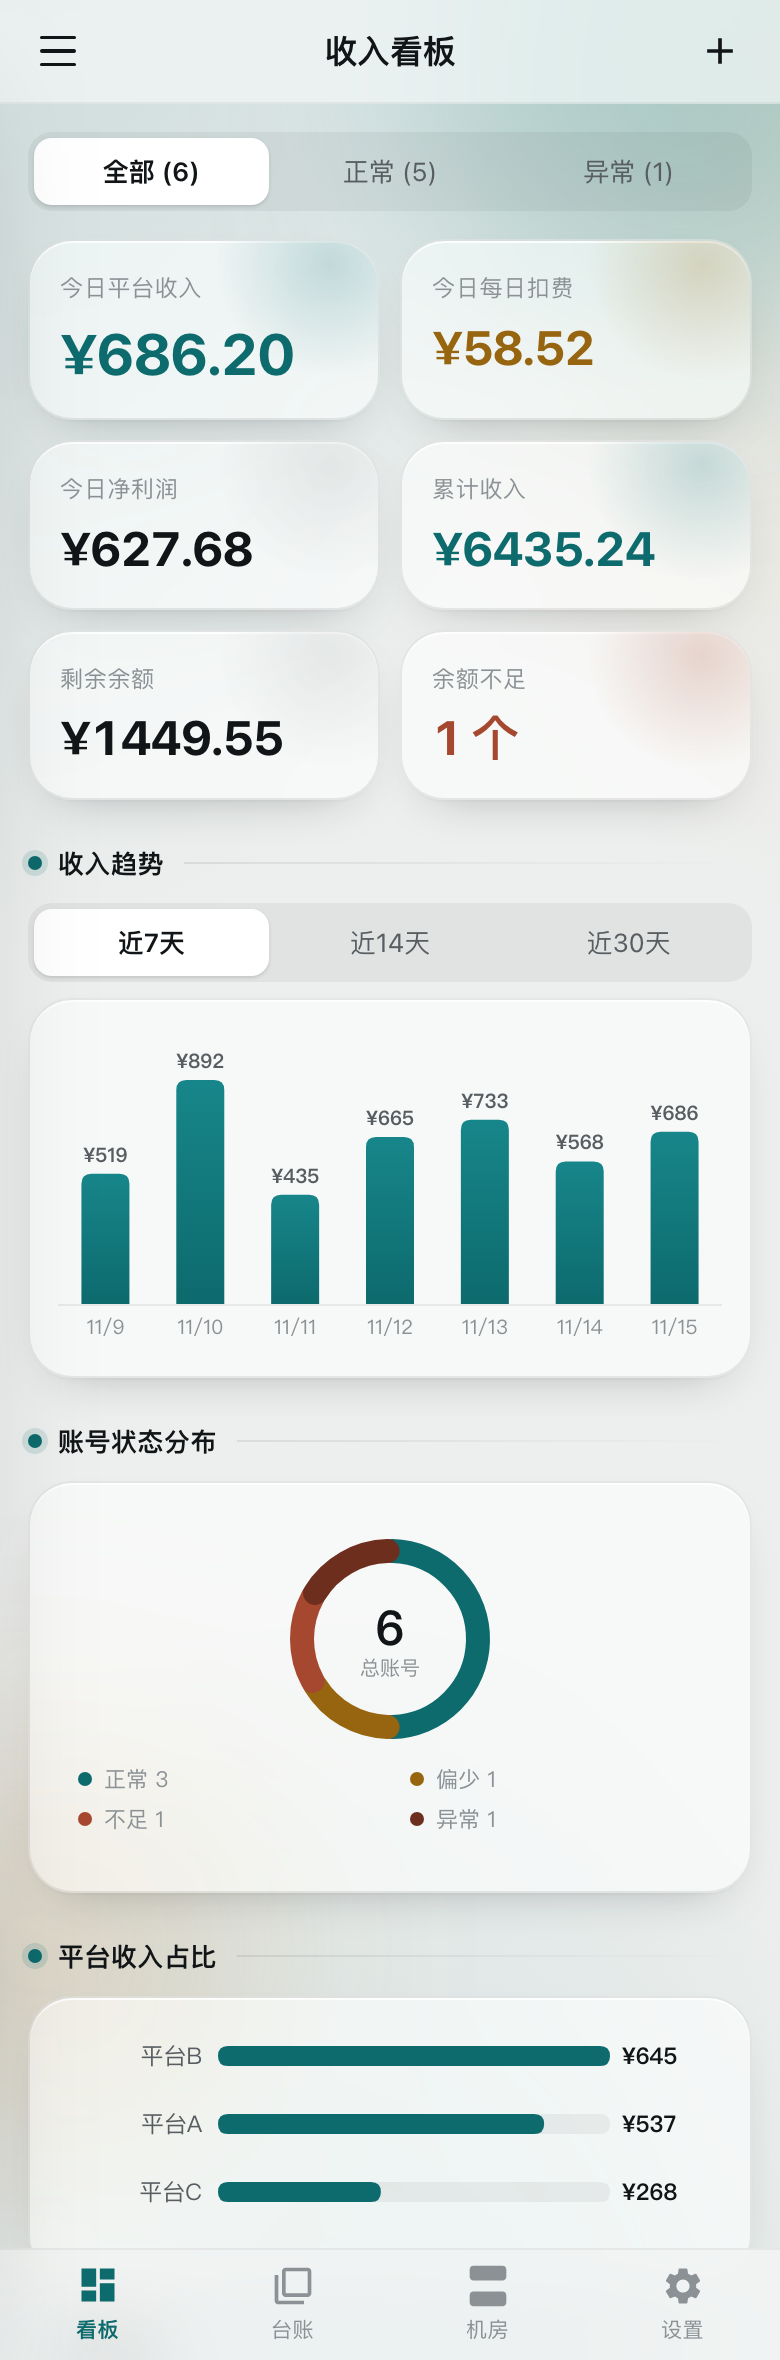 收入看板
全部 (6)
正常 (5)
异常 (1)
今日平台收入
¥686.20
今日每日扣费
¥58.52
今日净利润
¥627.68
累计收入
¥6435.24
剩余余额
¥1449.55
余额不足
1 个
收入趋势
近7天
近14天
近30天
¥519
¥892
¥435
¥665
¥733
¥568
¥686
11/9
11/10
11/11
11/12
11/13
11/14
11/15
账号状态分布
6
总账号
正常 3
偏少 1
不足 1
异常 1
平台收入占比
平台B
¥645
平台A
¥537
平台C
¥268
看板
台账
机房
设置